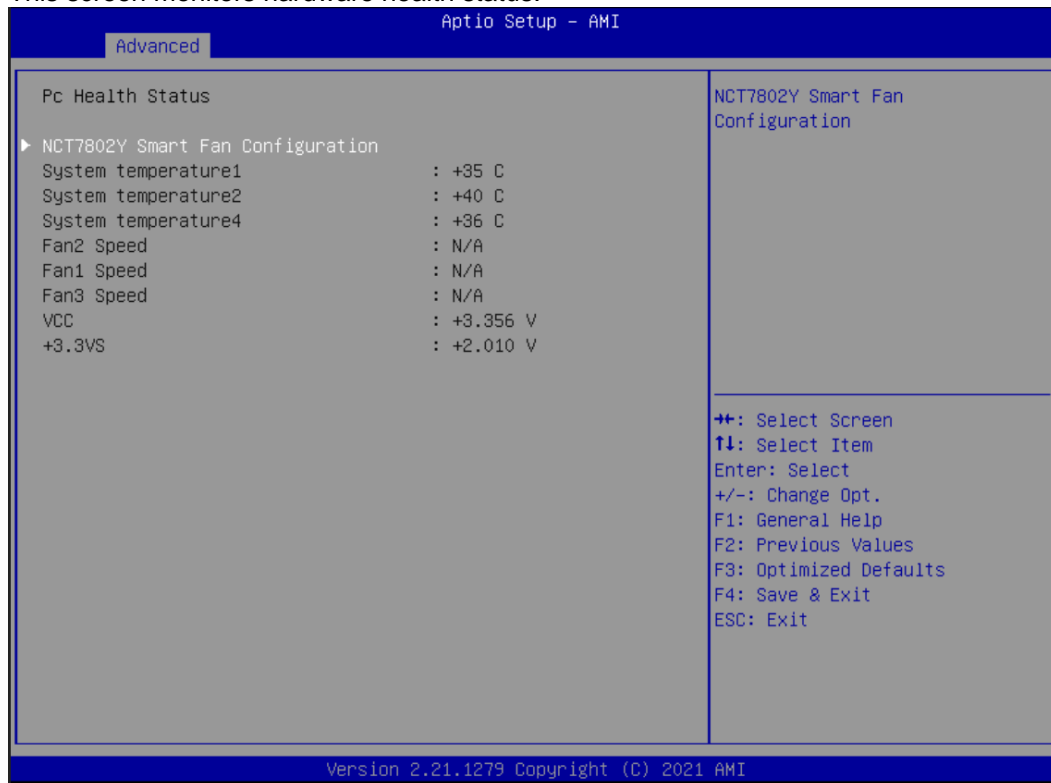 This screen monitors hardware health status.
Aptio Setup - AMI
Advanced
Pc Health Status
NCT7802Y Smart Fan Configuration
System temperature1 : +35 C
System temperature2 : +40 C
System temperature4 : +36 C
Fan2 Speed : N/A
Fan1 Speed : N/A
Fan3 Speed : N/A
VCC : +3.356 V
+3.3VS : +2.010 V
NCT7802Y Smart Fan
Configuration
→←: Select Screen
↑↓: Select Item
Enter: Select
+/-: Change Opt.
F1: General Help
F2: Previous Values
F3: Optimized Defaults
F4: Save & Exit
ESC: Exit
Version 2.21.1279 Copyright (C) 2021 AMI